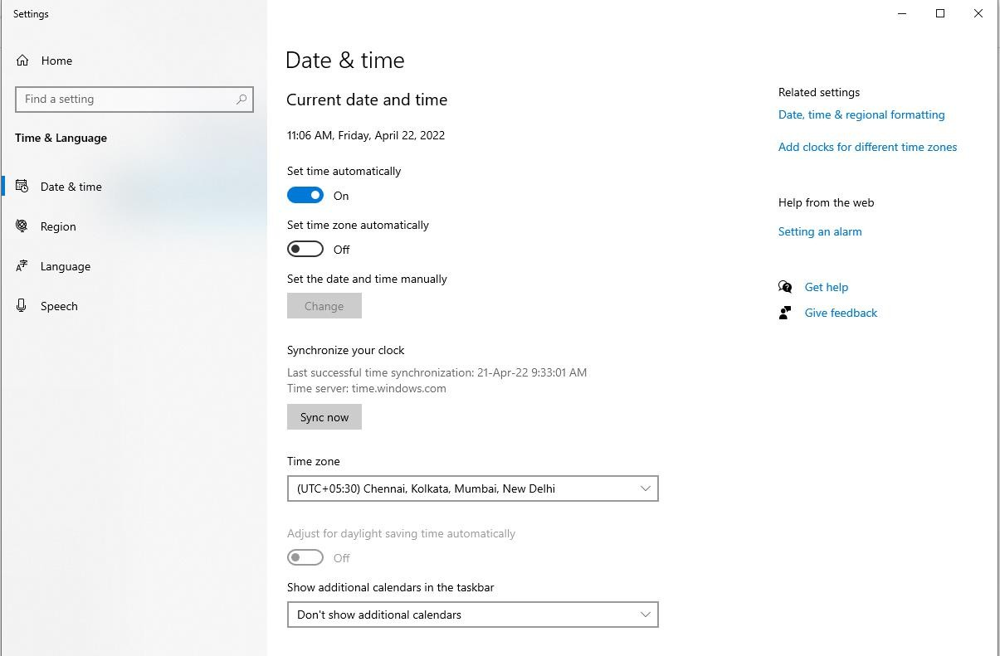 Settings
Home
Find a setting
Time & Language
Date & time
Region
Language
Speech
Date & time
Current date and time
11:06 AM, Friday, April 22, 2022
Set time automatically
On
Set time zone automatically
Off
Set the date and time manually
Change
Synchronize your clock
Last successful time synchronization: 21-Apr-22 9:33:01 AM
Time server: time.windows.com
Sync now
Time zone
(UTC+05:30) Chennai, Kolkata, Mumbai, New Delhi
Adjust for daylight saving time automatically
Off
Show additional calendars in the taskbar
Don't show additional calendars
Related settings
Date, time & regional formatting
Add clocks for different time zones
Help from the web
Setting an alarm
Get help
Give feedback